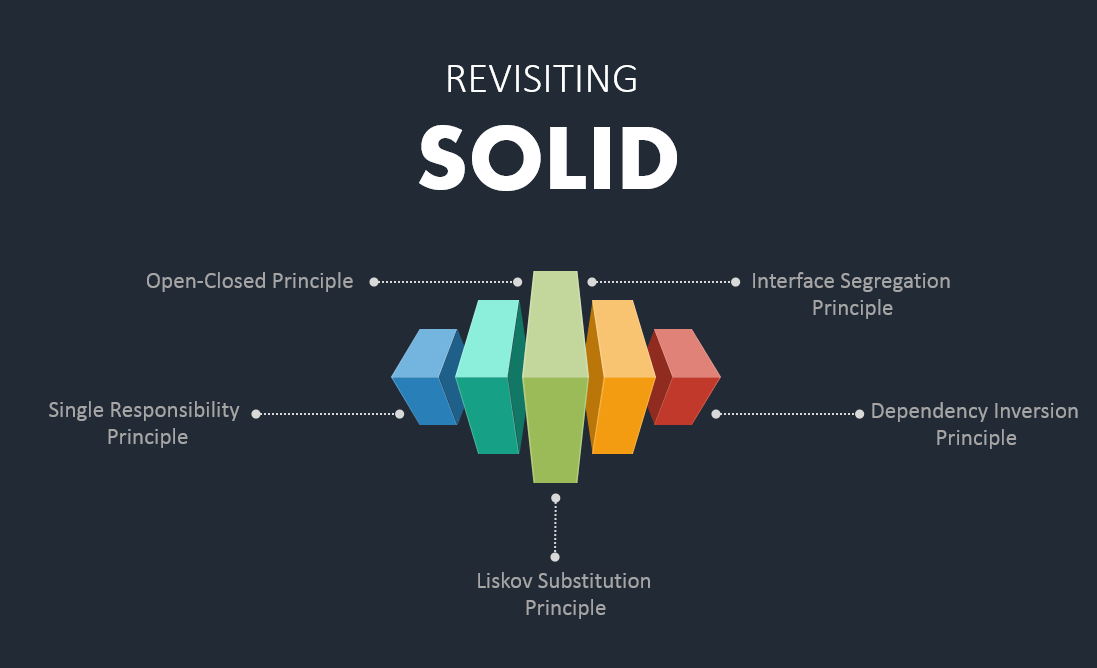 REVISITING
SOLID
Open-Closed Principle
Interface Segregation
Principle
Single Responsibility
Principle
Dependency Inversion
Principle
Liskov Substitution
Principle